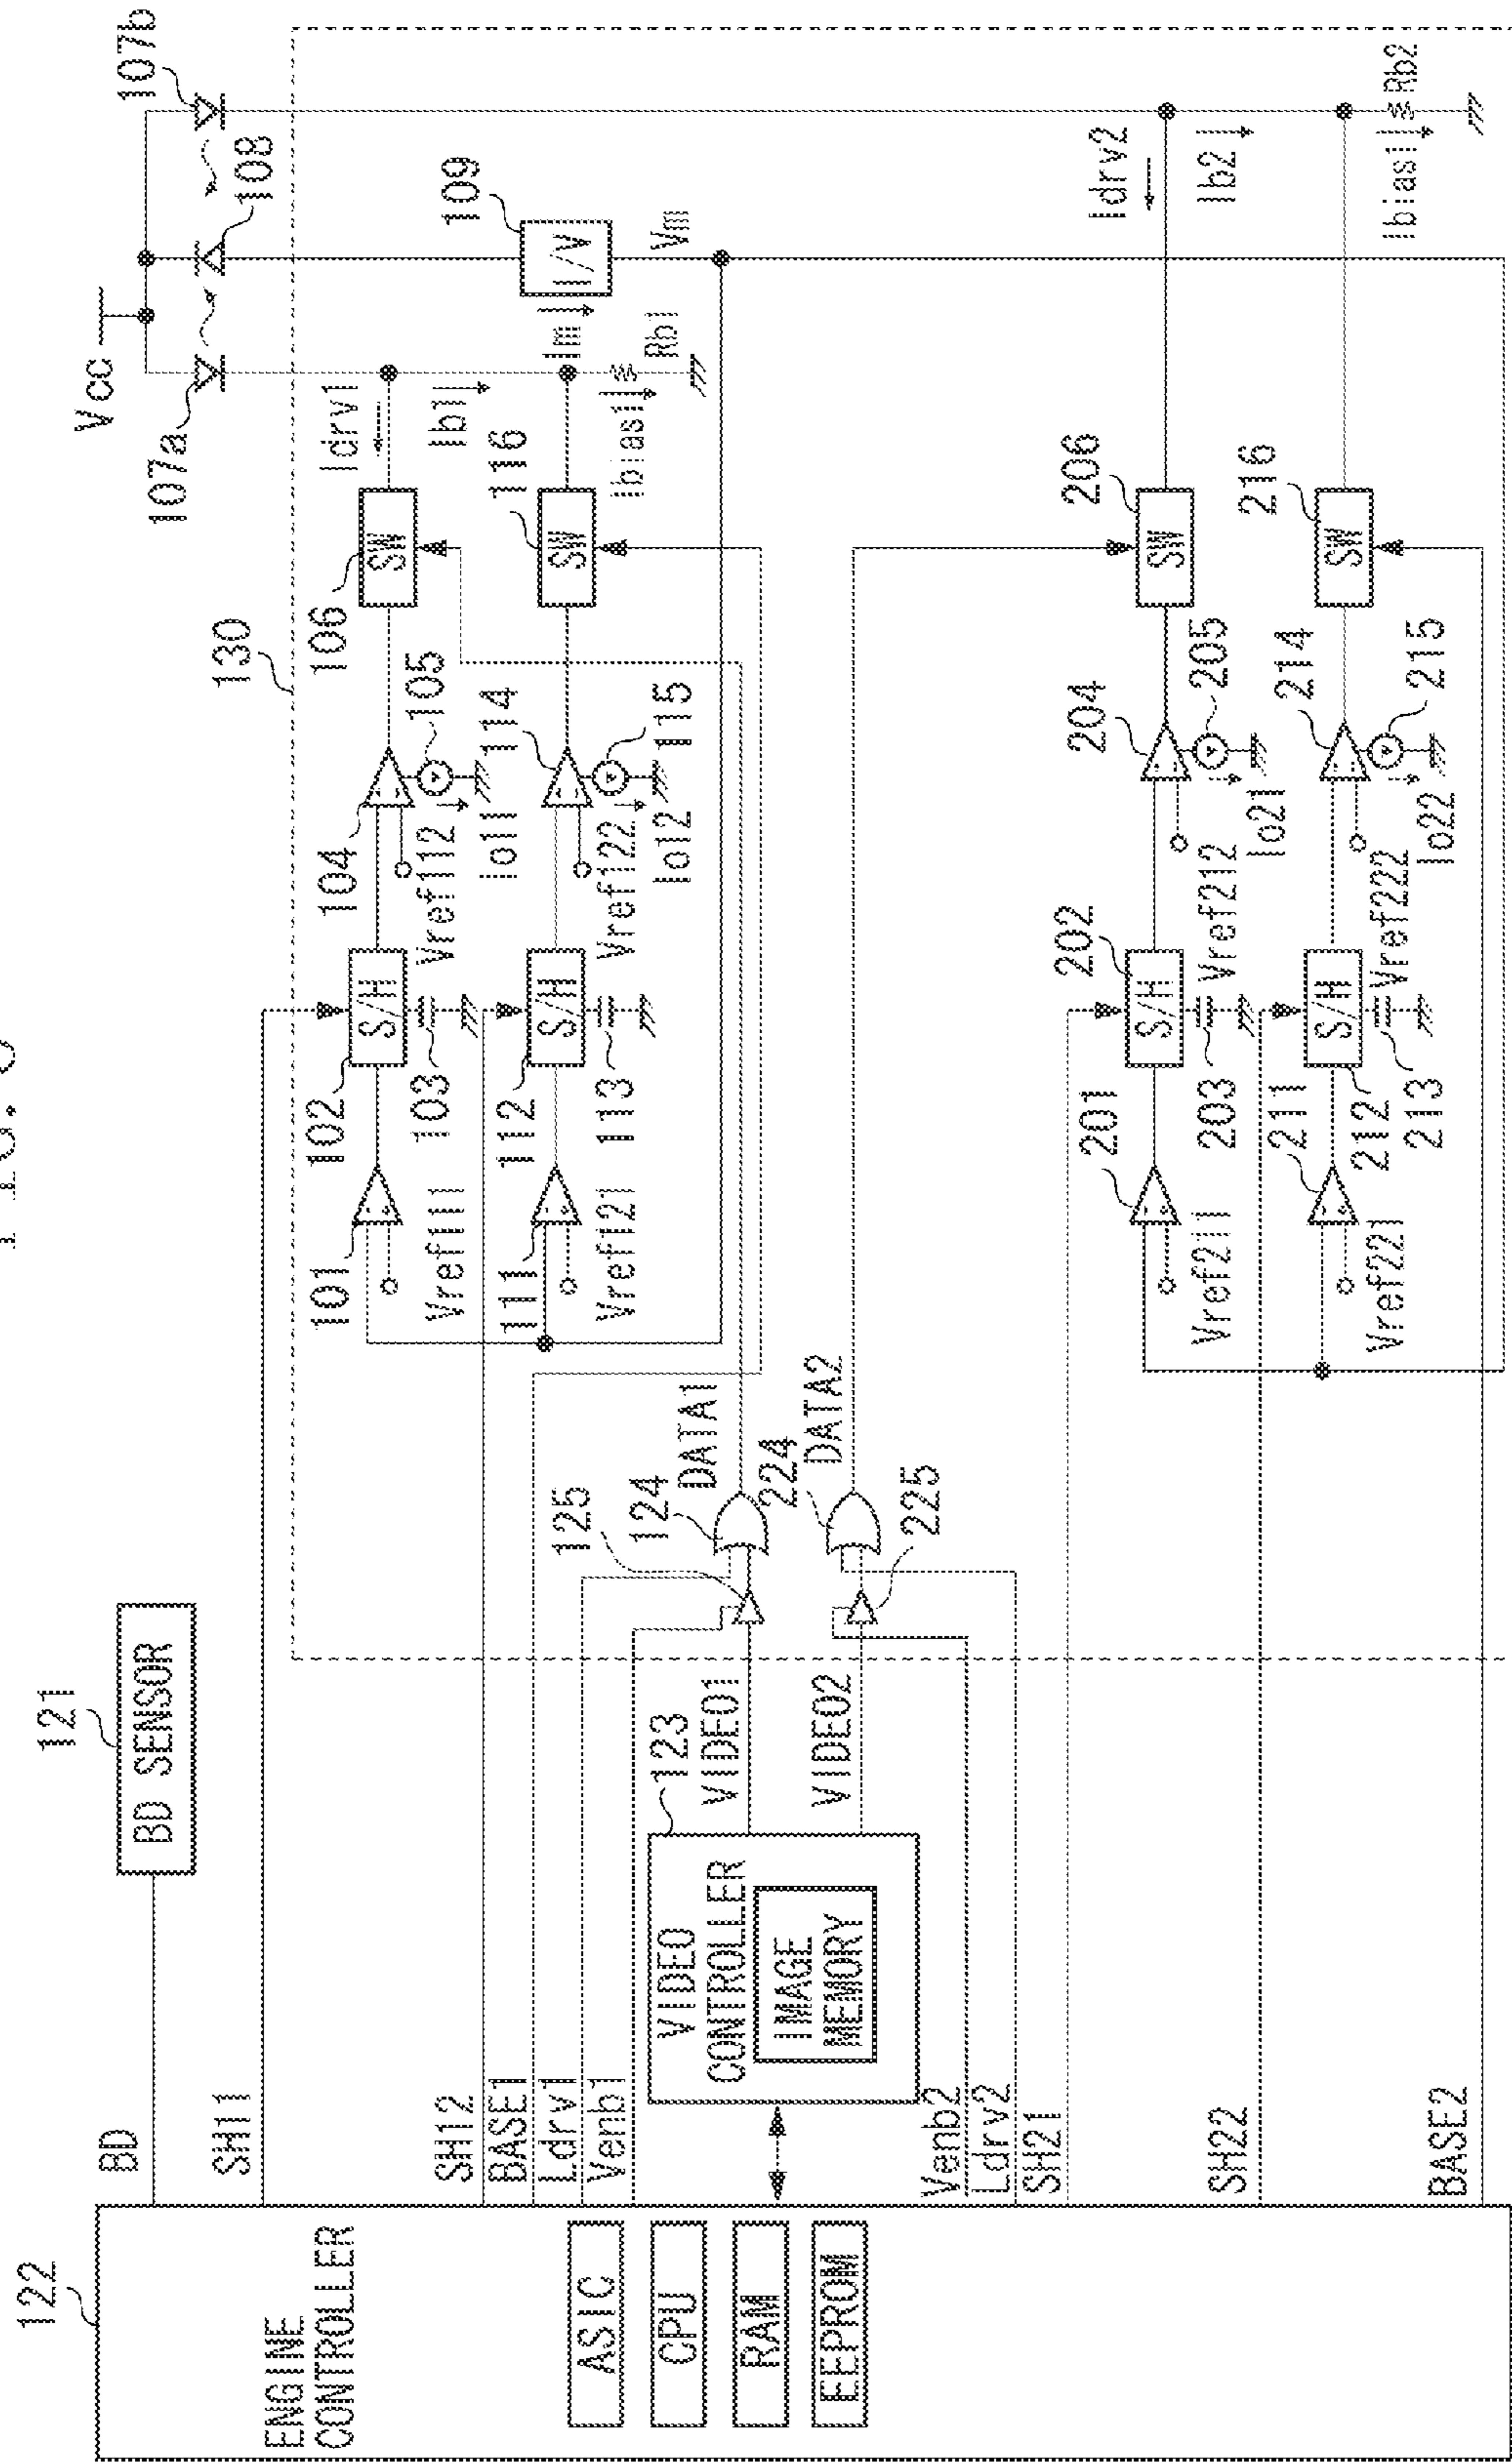 122
ENGINE
CONTROLLER
ASIC
CPU
RAM
EEPROM
BD
121
BD SENSOR
SH11
SH12
BASE1
Ldrv1
Venb1
VIDEO
CONTROLLER
IMAGE
MEMORY
123
VIDEO1
VIDEO2
Venb2
Ldrv2
SH21
SH22
BASE2
125
124
DATA1
224
DATA2
225
130
101
Vref111
102
S/H
103
104
Vref112
105
Io11
106
SW
111
Vref121
112
S/H
113
114
Vref122
115
Io12
116
SW
Vcc
107a
108
107b
109
I/V
Im
Vm
Idrv1
Ib1
Ibias1
Rb1
201
Vref211
202
S/H
203
204
Vref212
205
Io21
206
SW
211
Vref221
212
S/H
213
214
Vref222
215
Io22
216
SW
Idrv2
Ib2
Ibias1
Rb2